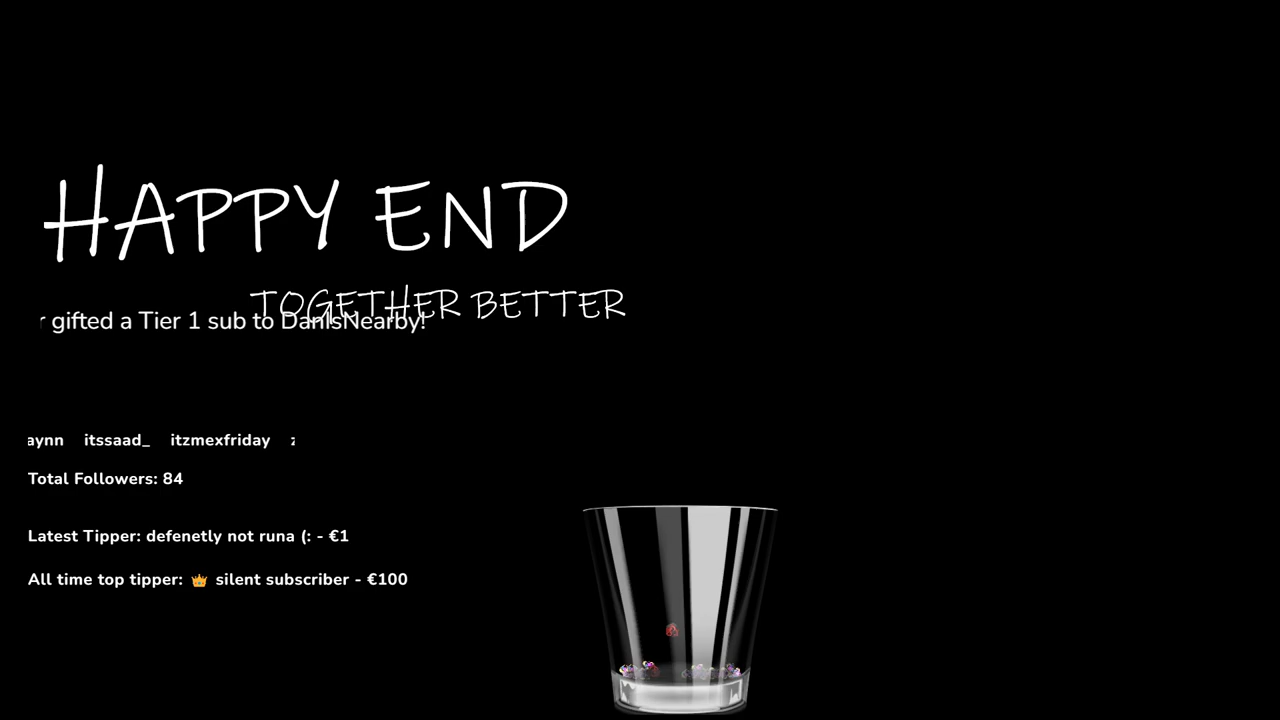 HAPPY END
TOGETHER BETTER
r gifted a Tier 1 sub to DanIsNearby!
aynn itssaad_ itzmexfriday z
Total Followers: 84
Latest Tipper: defenetly not runa (: - €1
All time top tipper: 👑 silent subscriber - €100